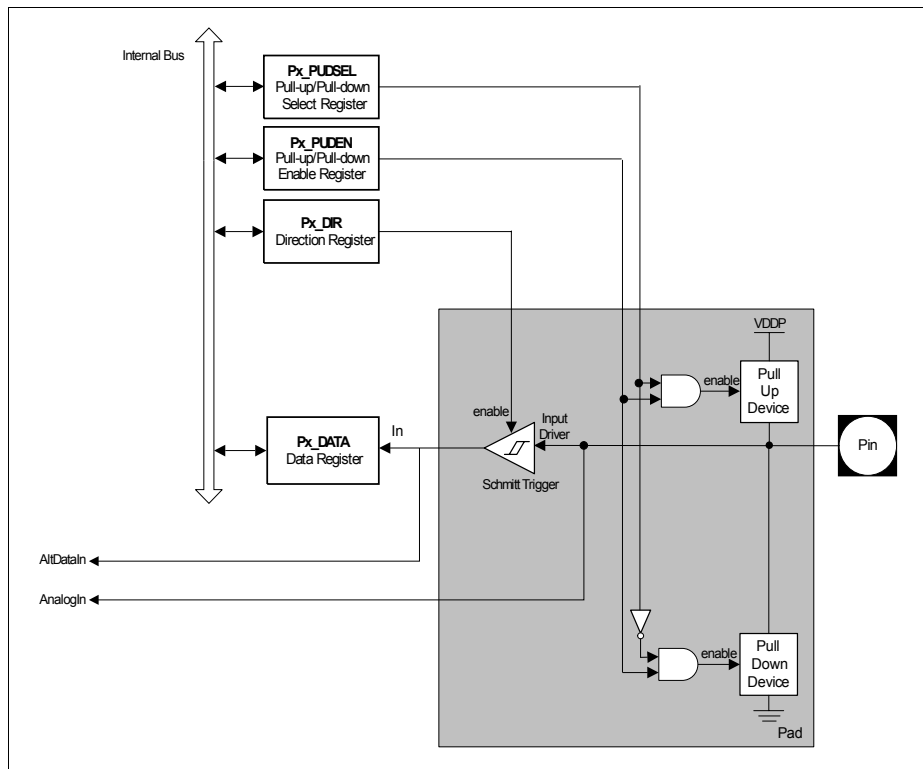 Internal Bus
Px_PUDSEL
Pull-up/Pull-down
Select Register
Px_PUDEN
Pull-up/Pull-down
Enable Register
Px_DIR
Direction Register
VDDP
Pull
Up
Device
enable
enable
Input
Driver
In
Px_DATA
Data Register
Schmitt Trigger
Pin
AltDataIn
AnalogIn
enable
Pull
Down
Device
Pad